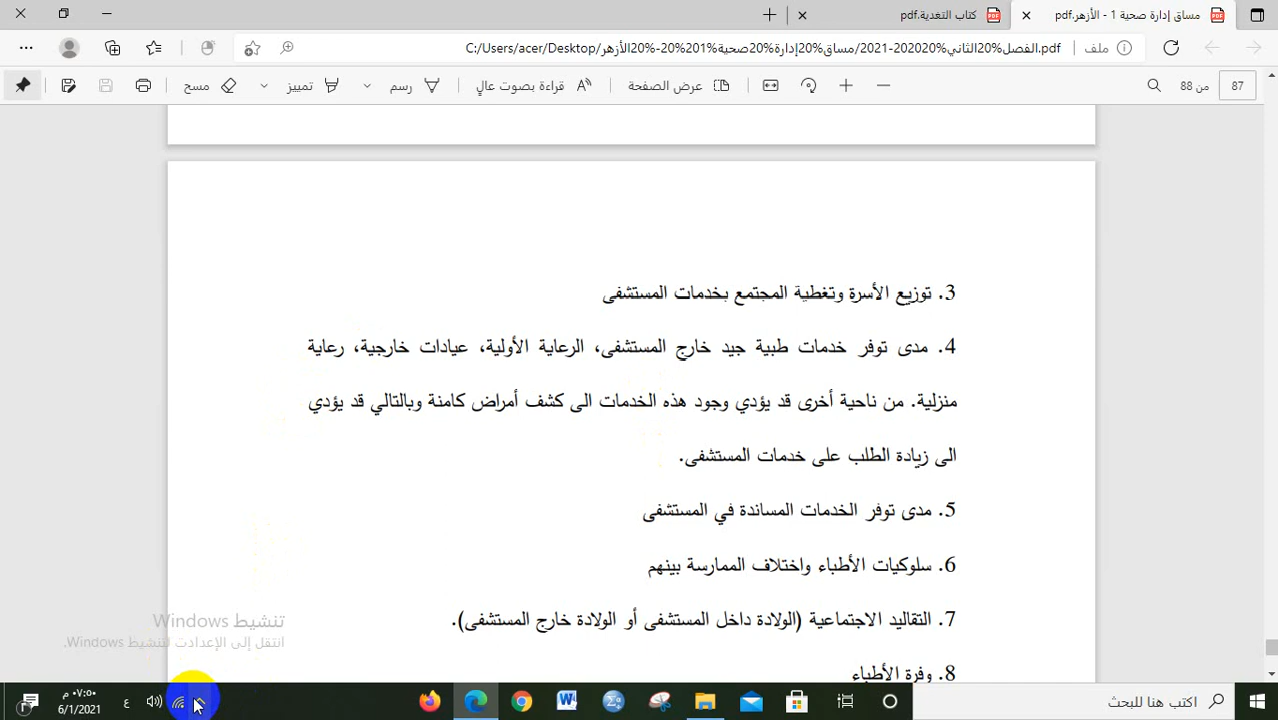 مساق إدارة صحية 1 - الأزهر.pdf
كتاب التغدية.pdf
ملف
C:/Users/acer/Desktop/مساق%20إدارة%20صحية%201%20-%20الأزهر/الفصل%20الثاني%202020-2021.pdf
87
من 88
عرض الصفحة
قراءة بصوت عالٍ
رسم
تمييز
مسح
3. توزيع الأسرة وتغطية المجتمع بخدمات المستشفى
4. مدى توفر خدمات طبية جيد خارج المستشفى، الرعاية الأولية، عيادات خارجية، رعاية
منزلية. من ناحية أخرى قد يؤدي وجود هذه الخدمات الى كشف أمراض كامنة وبالتالي قد يؤدي
الى زيادة الطلب على خدمات المستشفى.
5. مدى توفر الخدمات المساندة في المستشفى
6. سلوكيات الأطباء واختلاف الممارسة بينهم
7. التقاليد الاجتماعية (الولادة داخل المستشفى أو الولادة خارج المستشفى).
8. وفرة الأطباء
تنشيط Windows
انتقل إلى الإعدادت لتنشيط Windows.
اكتب هنا للبحث
ع
٠٧:٥٠ م
6/1/2021